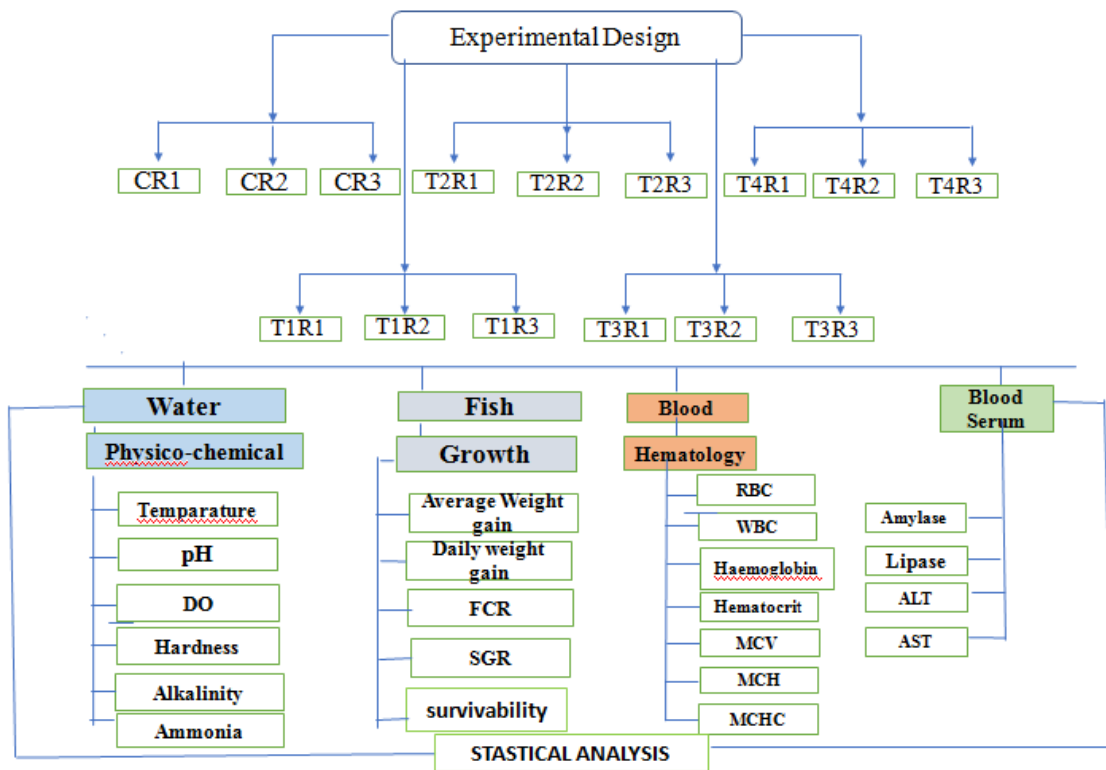 Experimental Design
CR1 CR2 CR3 T2R1 T2R2 T2R3 T4R1 T4R2 T4R3
T1R1 T1R2 T1R3 T3R1 T3R2 T3R3
Water
Physico-chemical
Temparature
pH
DO
Hardness
Alkalinity
Ammonia
Fish
Growth
Average Weight
gain
Daily weight
gain
FCR
SGR
survivability
Blood
Hematology
RBC
WBC
Haemoglobin
Hematocrit
MCV
MCH
MCHC
Blood
Serum
Amylase
Lipase
ALT
AST
STASTICAL ANALYSIS